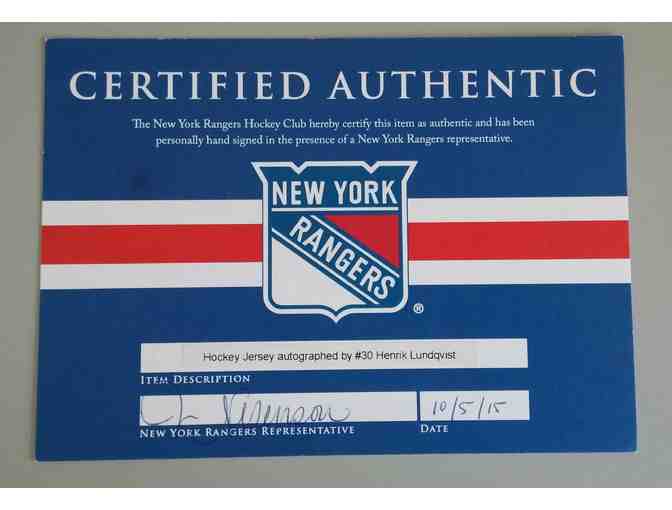 CERTIFIED AUTHENTIC
The New York Rangers Hockey Club hereby certify this item as authentic and has been
personally hand signed in the presence of a New York Rangers representative.
NEW YORK
RANGERS
®
Hockey Jersey autographed by #30 Henrik Lundqvist
ITEM DESCRIPTION
10/5/15
NEW YORK RANGERS REPRESENTATIVE DATE